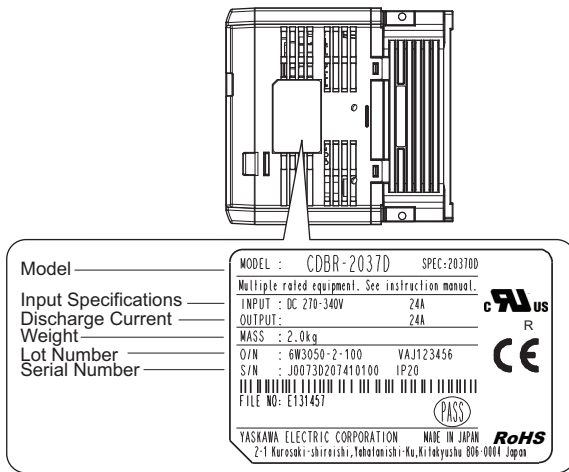 Model
Input Specifications
Discharge Current
Weight
Lot Number
Serial Number
MODEL : CDBR-2037D SPEC:20370D
Multiple rated equipment. See instruction manual.
INPUT : DC 270-340V 24A
OUTPUT: 24A
MASS : 2.0kg
O/N : 6W3050-2-100 VAJ123456
S/N : J0073D207410100 IP20
FILE NO: E131457
PASS
YASKAWA ELECTRIC CORPORATION MADE IN JAPAN
2-1 Kurosaki-shiroishi,Yahatanishi-Ku,Kitakyushu 806-0004 Japan
c RU US
R
CE
RoHS